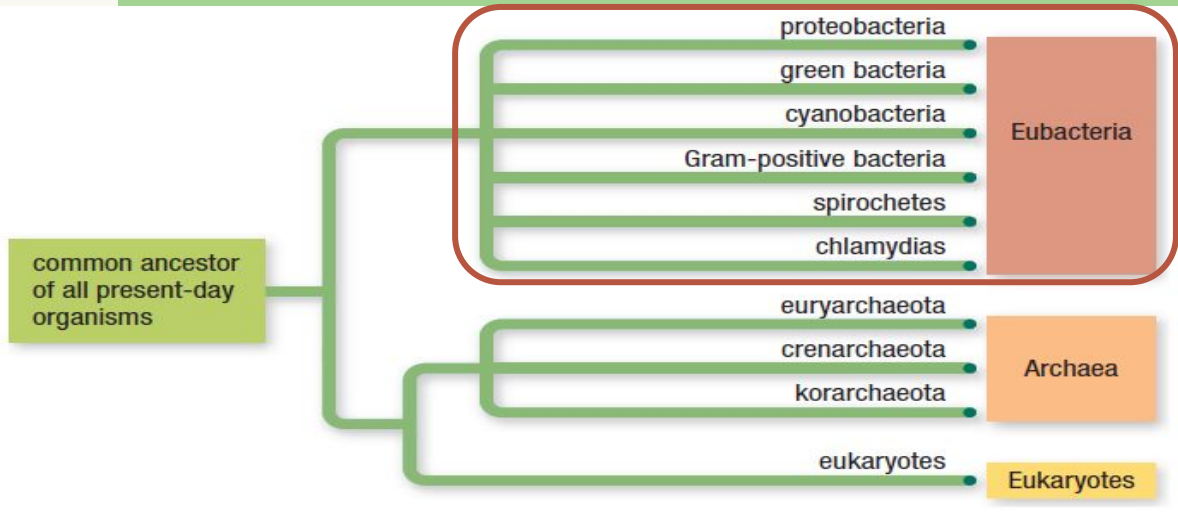 proteobacteria
green bacteria
cyanobacteria
Gram-positive bacteria
spirochetes
chlamydias
Eubacteria
common ancestor
of all present-day
organisms
euryarchaeota
crenarchaeota
korarchaeota
Archaea
eukaryotes
Eukaryotes